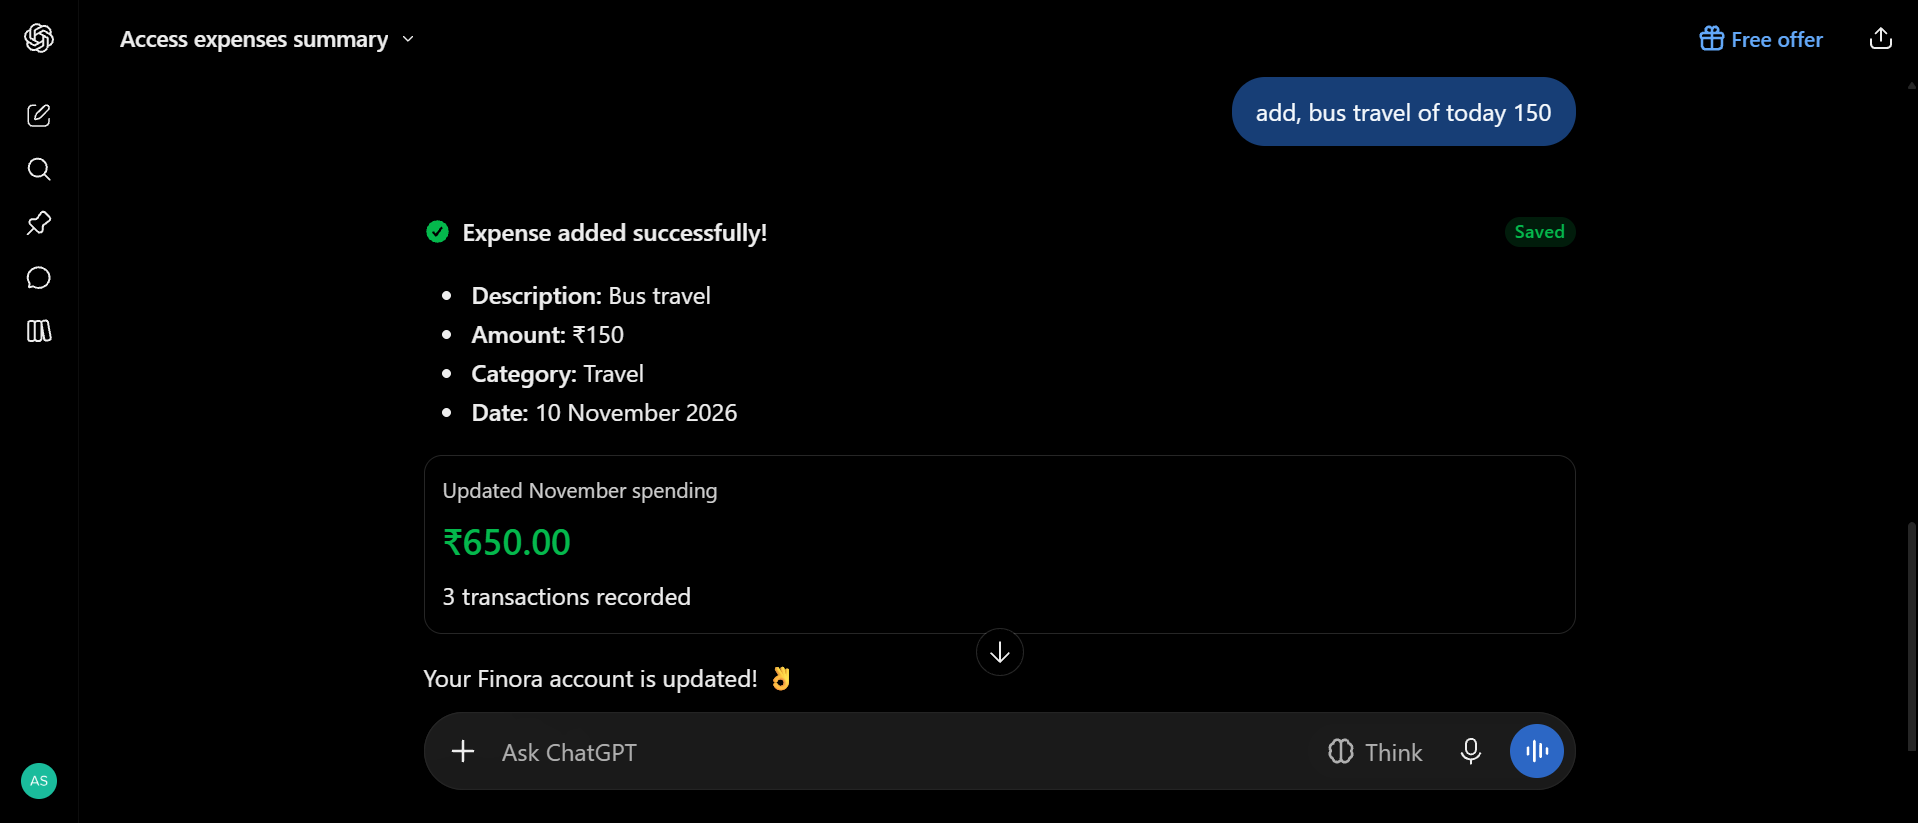 Access expenses summary
Free offer
add, bus travel of today 150
Expense added successfully!
Saved
Description: Bus travel
Amount: ₹150
Category: Travel
Date: 10 November 2026
Updated November spending
₹650.00
3 transactions recorded
Your Finora account is updated! 👌
Ask ChatGPT
Think
AS